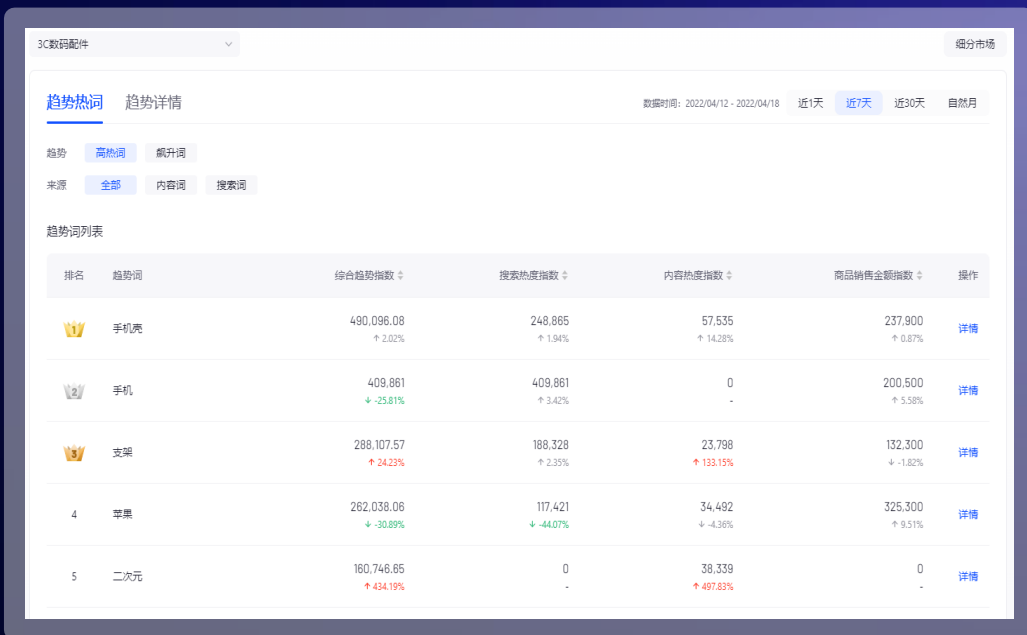 3C数码配件 细分市场
趋势热词 趋势详情 数据时间：2022/04/12 - 2022/04/18 近1天 近7天 近30天 自然月
趋势 高热词 飙升词
来源 全部 内容词 搜索词
趋势词列表
排名 趋势词 综合趋势指数 搜索热度指数 内容热度指数 商品销售金额指数 操作
1 手机壳 490,096.08 248,865 57,535 237,900 详情
↑ 2.02% ↑ 1.94% ↑ 14.28% ↑ 0.87%
2 手机 409,861 409,861 0 200,500 详情
↓ -25.81% ↑ 3.42% - ↑ 5.58%
3 支架 288,107.57 188,328 23,798 132,300 详情
↑ 24.23% ↑ 2.35% ↑ 133.15% ↓ -1.82%
4 苹果 262,038.06 117,421 34,492 325,300 详情
↓ -30.89% ↓ -44.07% ↓ -4.36% ↑ 9.51%
5 二次元 160,746.65 0 38,339 0 详情
↑ 434.19% - ↑ 497.83% -